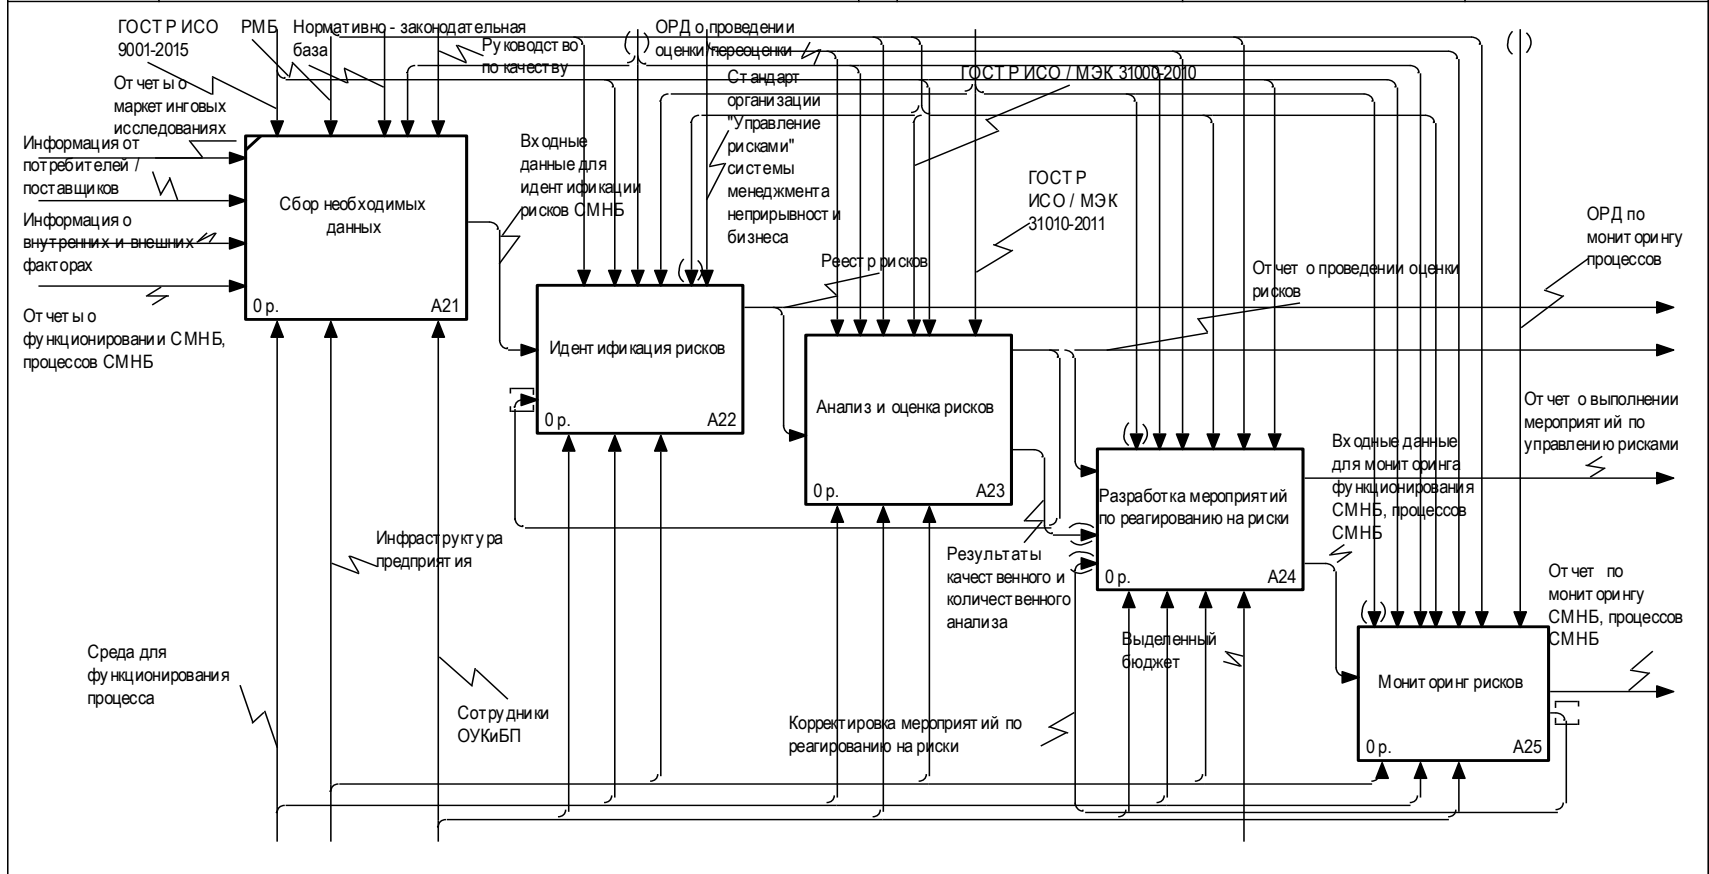 ГОСТ Р ИСО
9001-2015
РМБ
Нормативно - законодательная
база
Руководство
по качеству
ОРД о проведении
оценки/переоценки
ГОСТ Р ИСО / МЭК 31000-2010
Стандарт
организации
"Управление
рисками"
системы
менеджмента
неприрывности
бизнеса
Отчеты о
маркетинговых
исследованиях
Информация от
потребителей /
поставщиков
Информация о
внутренних и внешних
факторах
Отчеты о
функционировании СМНБ,
процессов СМНБ
Сбор необходимых
данных
0 р.
A21
Входные
данные для
идентификации
рисков СМНБ
ГОСТ Р
ИСО / МЭК
31010-2011
Реестр рисков
Отчет о проведении оценки
рисков
ОРД по
мониторингу
процессов
Идентификация рисков
0 р.
A22
Анализ и оценка рисков
0 р.
A23
Отчет о выполнении
мероприятий по
управлению рисками
Входные данные
для мониторинга
функционирования
СМНБ, процессов
СМНБ
Разработка мероприятий
по реагированию на риски
0 р.
A24
Инфраструктура
предприятия
Результаты
качественного и
количественного
анализа
Отчет по
мониторингу
СМНБ, процессов
СМНБ
Выделенный
бюджет
Среда для
функционирования
процесса
Сотрудники
ОУКиБП
Корректировка мероприятий по
реагированию на риски
Мониторинг рисков
0 р.
A25